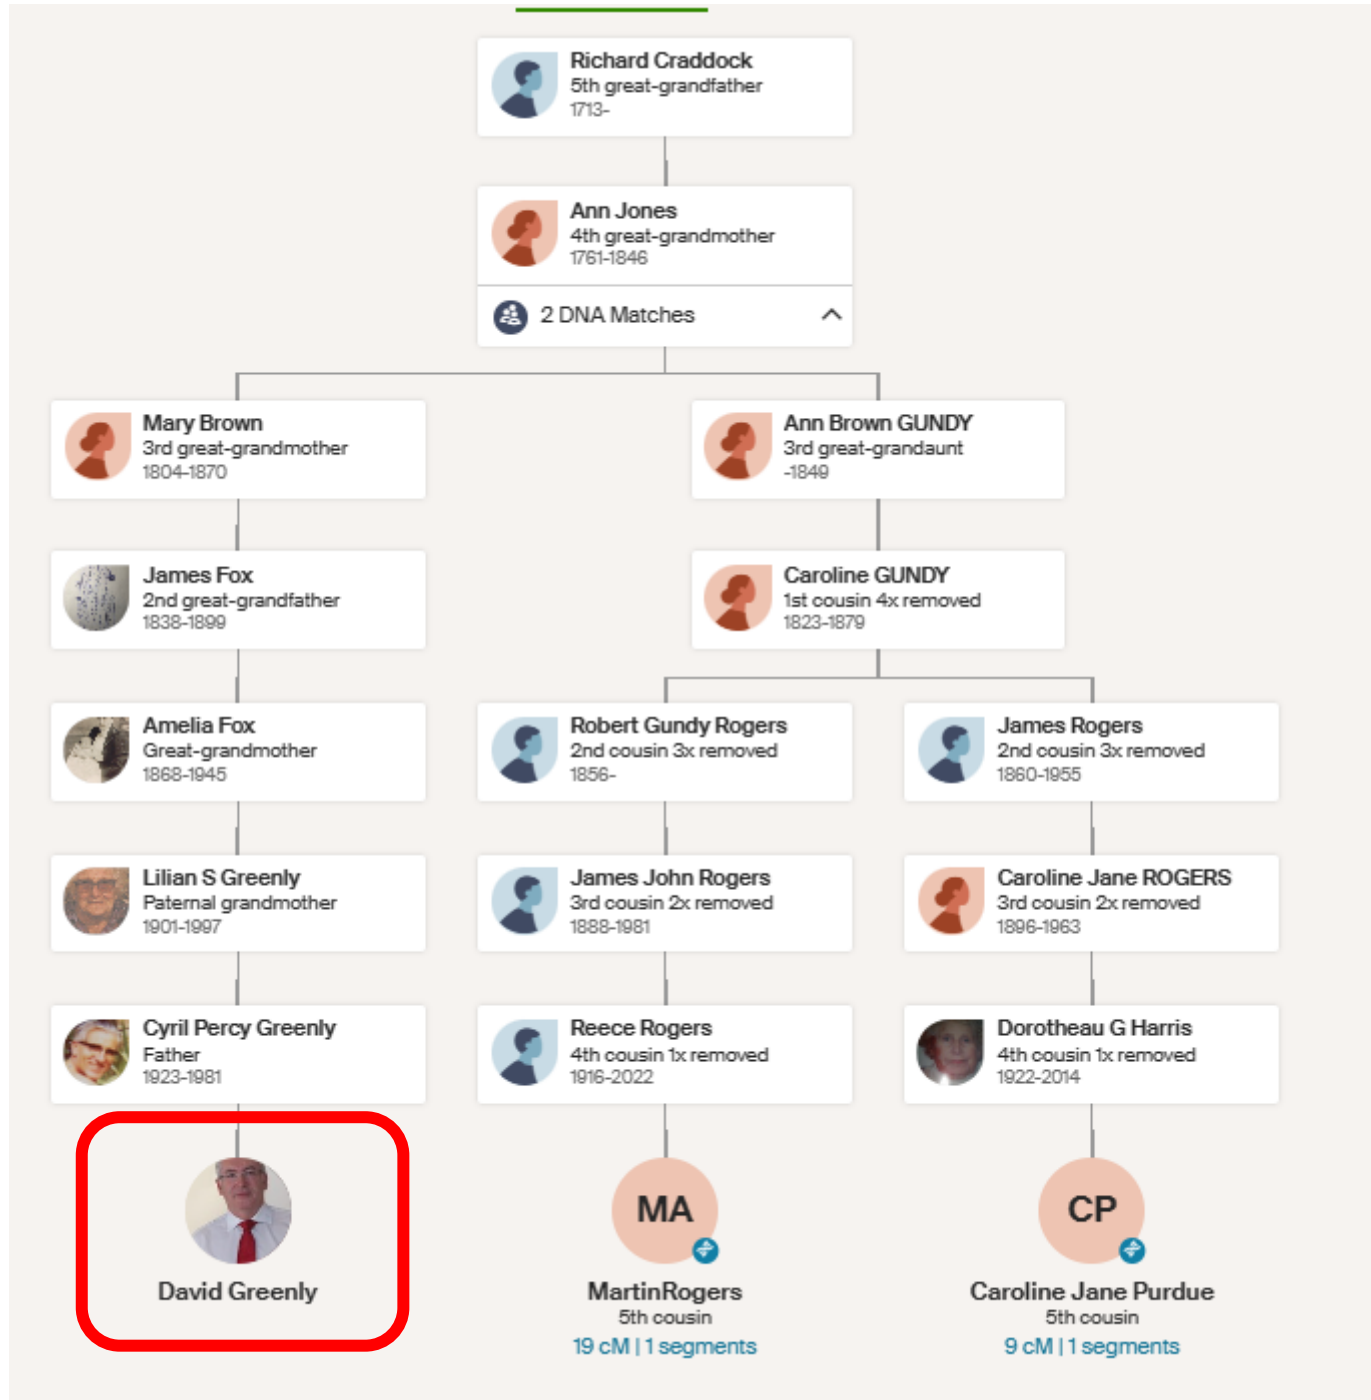 Richard Craddock
5th great-grandfather
1713-
Ann Jones
4th great-grandmother
1761-1846
2 DNA Matches
Mary Brown
3rd great-grandmother
1804-1870
Ann Brown GUNDY
3rd great-grandaunt
-1849
James Fox
2nd great-grandfather
1838-1899
Caroline GUNDY
1st cousin 4x removed
1823-1879
Amelia Fox
Great-grandmother
1868-1945
Robert Gundy Rogers
2nd cousin 3x removed
1856-
James Rogers
2nd cousin 3x removed
1860-1955
Lilian S Greenly
Paternal grandmother
1901-1997
James John Rogers
3rd cousin 2x removed
1888-1981
Caroline Jane ROGERS
3rd cousin 2x removed
1896-1963
Cyril Percy Greenly
Father
1923-1981
Reece Rogers
4th cousin 1x removed
1916-2022
Dorotheau G Harris
4th cousin 1x removed
1922-2014
David Greenly
MA
MartinRogers
5th cousin
19 cM | 1 segments
CP
Caroline Jane Purdue
5th cousin
9 cM | 1 segments